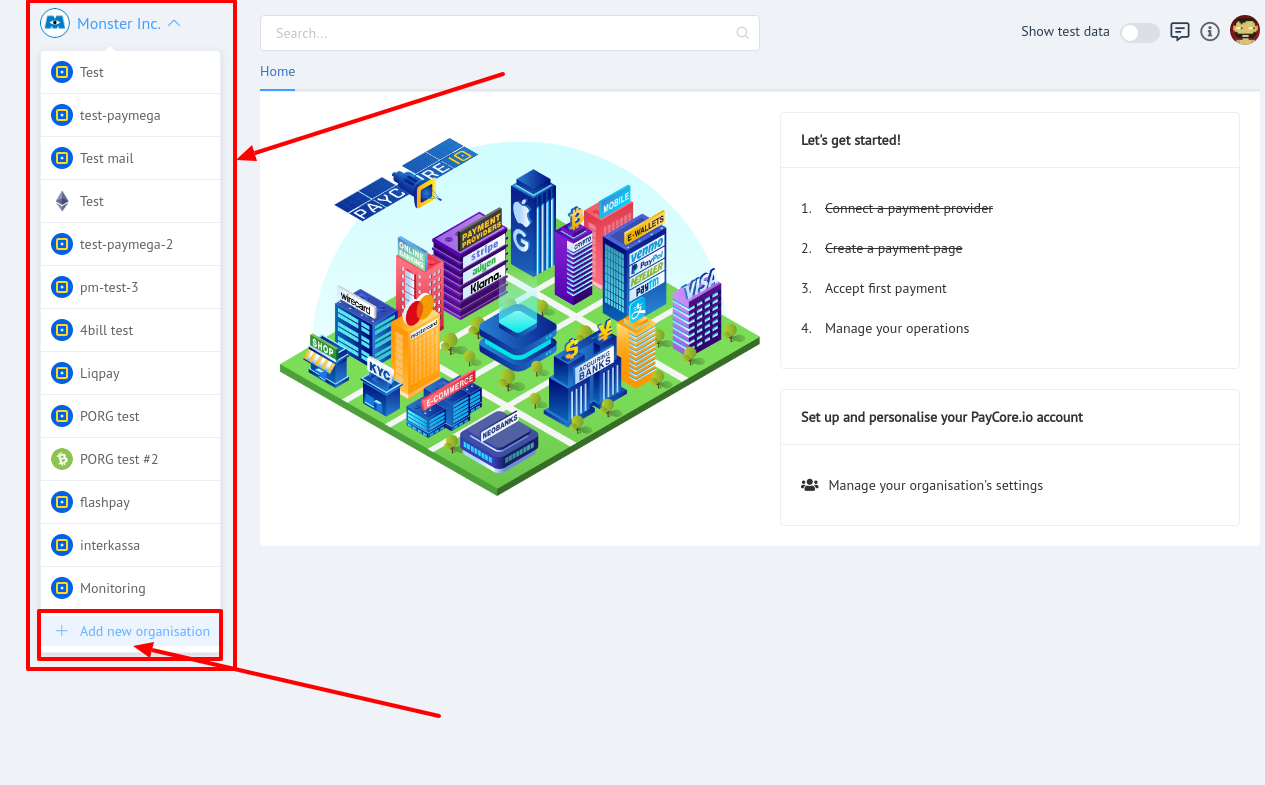 Monster Inc.
Test
test-paymega
Test mail
Test
test-paymega-2
pm-test-3
4bill test
Liqpay
PORG test
PORG test #2
flashpay
interkassa
Monitoring
Add new organisation
Search...
Show test data
Home
PAYCORE IO
MOBILE
E-WALLETS
PAYMENT
PROVIDERS
stripe
adyen
Klarna.
G
CRYPTO
venmo
PayPal
NETELLER
paytm
ONLINE
BANKING
VISA
wirecard
mastercard
SHOP
KYC
ACQUIRING
BANKS
E-COMMERCE
NEOBANKS
Let's get started!
1. Connect a payment provider
2. Create a payment page
3. Accept first payment
4. Manage your operations
Set up and personalise your PayCore.io account
Manage your organisation's settings